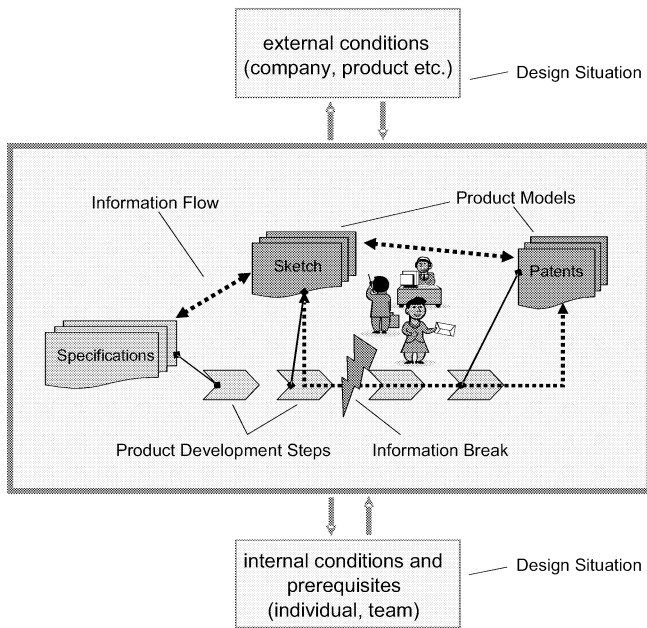 external conditions
(company, product etc.)
Design Situation
Information Flow
Product Models
Sketch
Patents
Specifications
Product Development Steps
Information Break
internal conditions and
prerequisites
(individual, team)
Design Situation